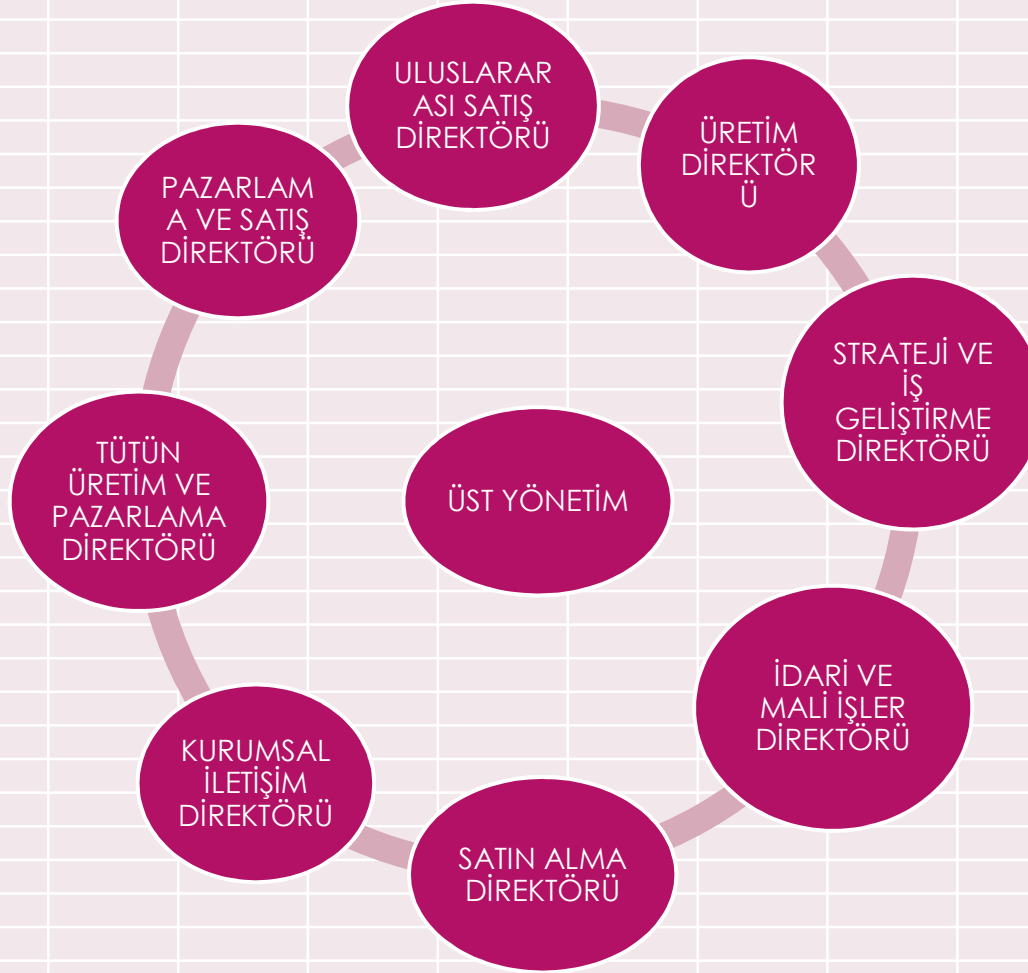 ULUSLARAR
ASI SATIŞ
DİREKTÖRÜ
ÜRETİM
DİREKTÖR
Ü
STRATEJİ VE
İŞ
GELİŞTİRME
DİREKTÖRÜ
İDARİ VE
MALİ İŞLER
DİREKTÖRÜ
SATIN ALMA
DİREKTÖRÜ
KURUMSAL
İLETİŞİM
DİREKTÖRÜ
TÜTÜN
ÜRETİM VE
PAZARLAMA
DİREKTÖRÜ
PAZARLAM
A VE SATIŞ
DİREKTÖRÜ
ÜST YÖNETİM